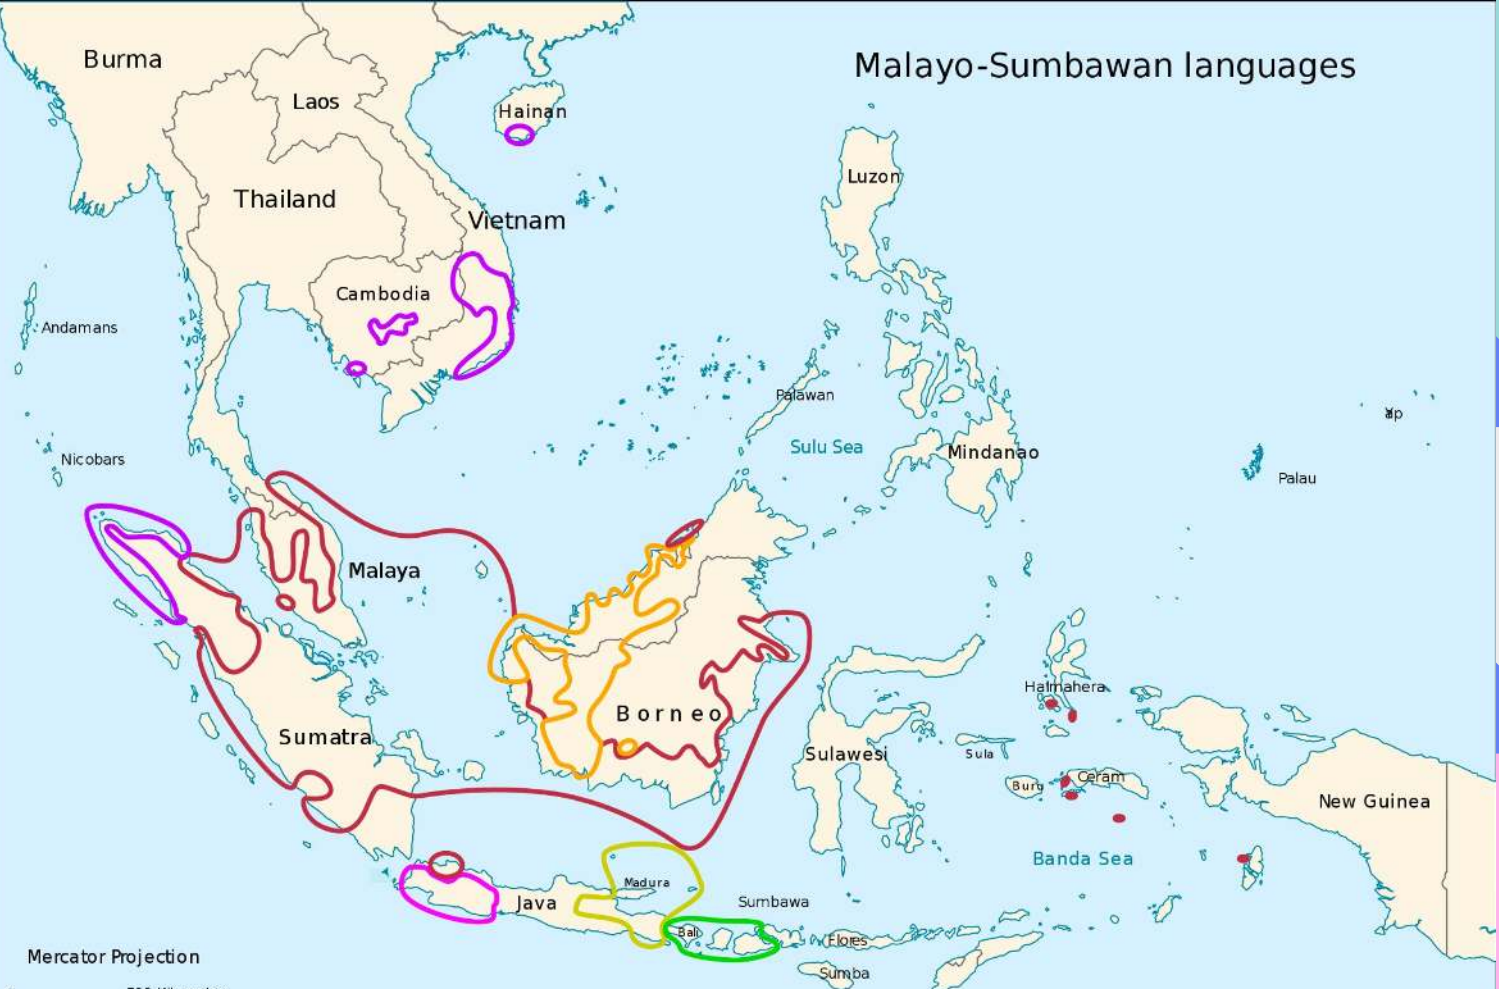 Malayo-Sumbawan languages
Burma
Laos
Hainan
Luzon
Thailand
Vietnam
Cambodia
Andamans
Palawan
Yap
Sulu Sea
Mindanao
Nicobars
Palau
Malaya
Halmahera
Borneo
Sumatra
Sulawesi
Sula
Buru
Ceram
New Guinea
Banda Sea
Madura
Java
Sumbawa
Bali
Flores
Mercator Projection
Sumba